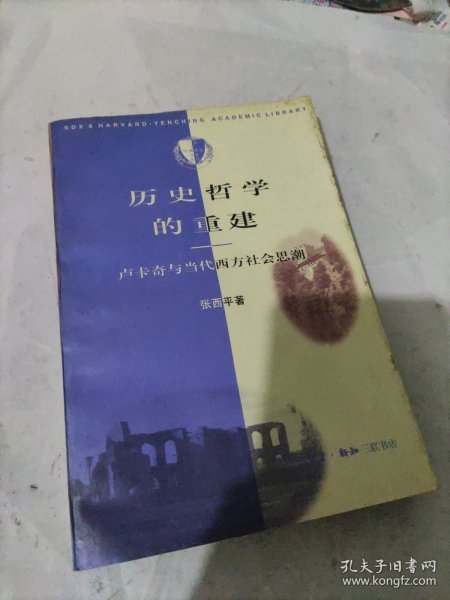 SDX & HARVARD-YENCHING ACADEMIC LIBRARY
历史哲学
的重建
卢卡奇与当代西方社会思潮
张西平著
三联书店
孔夫子旧书网
www.kongfz.com